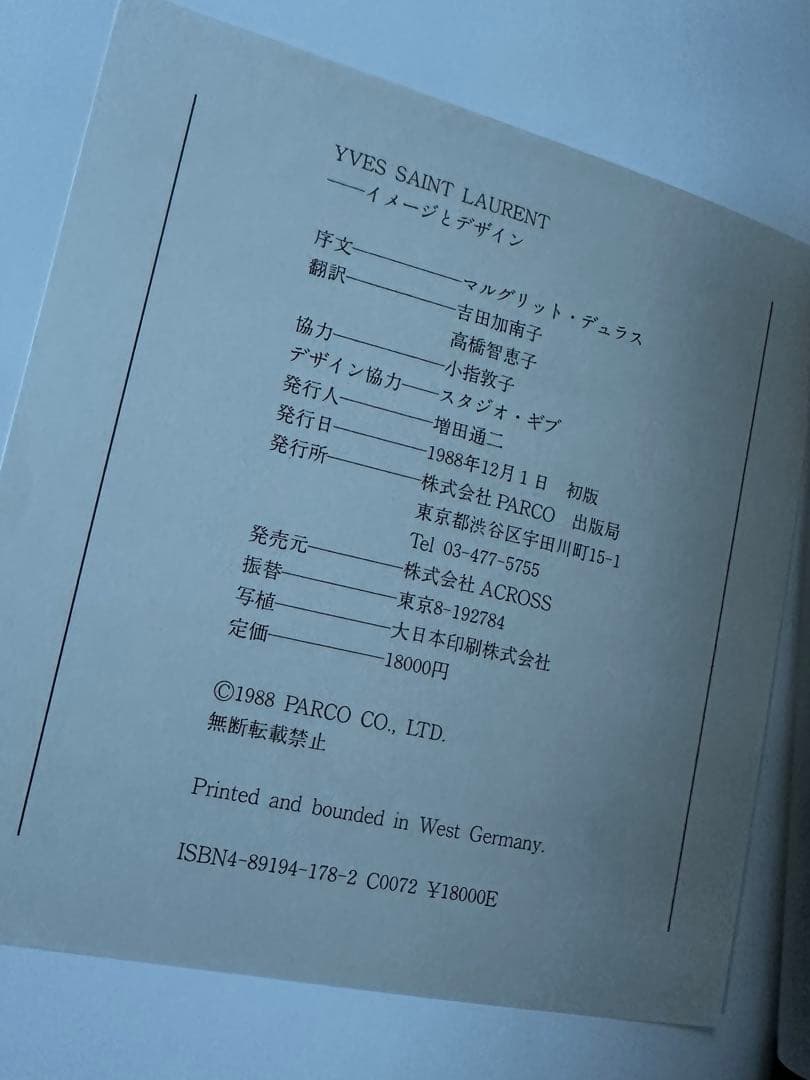 YVES SAINT LAURENT
——イメージとデザイン
序文————マルグリット・デュラス
翻訳————吉田加南子
高橋智恵子
協力————小指敦子
デザイン協力——スタジオ・ギブ
発行人————増田通二
発行日————1988年12月1日 初版
発行所————株式会社PARCO 出版局
東京都渋谷区宇田川町15-1
Tel 03-477-5755
発売元————株式会社 ACROSS
振替————東京8-192784
写植————大日本印刷株式会社
定価————18000円
©1988 PARCO CO., LTD.
無断転載禁止
Printed and bounded in West Germany.
ISBN4-89194-178-2 C0072 ¥18000E